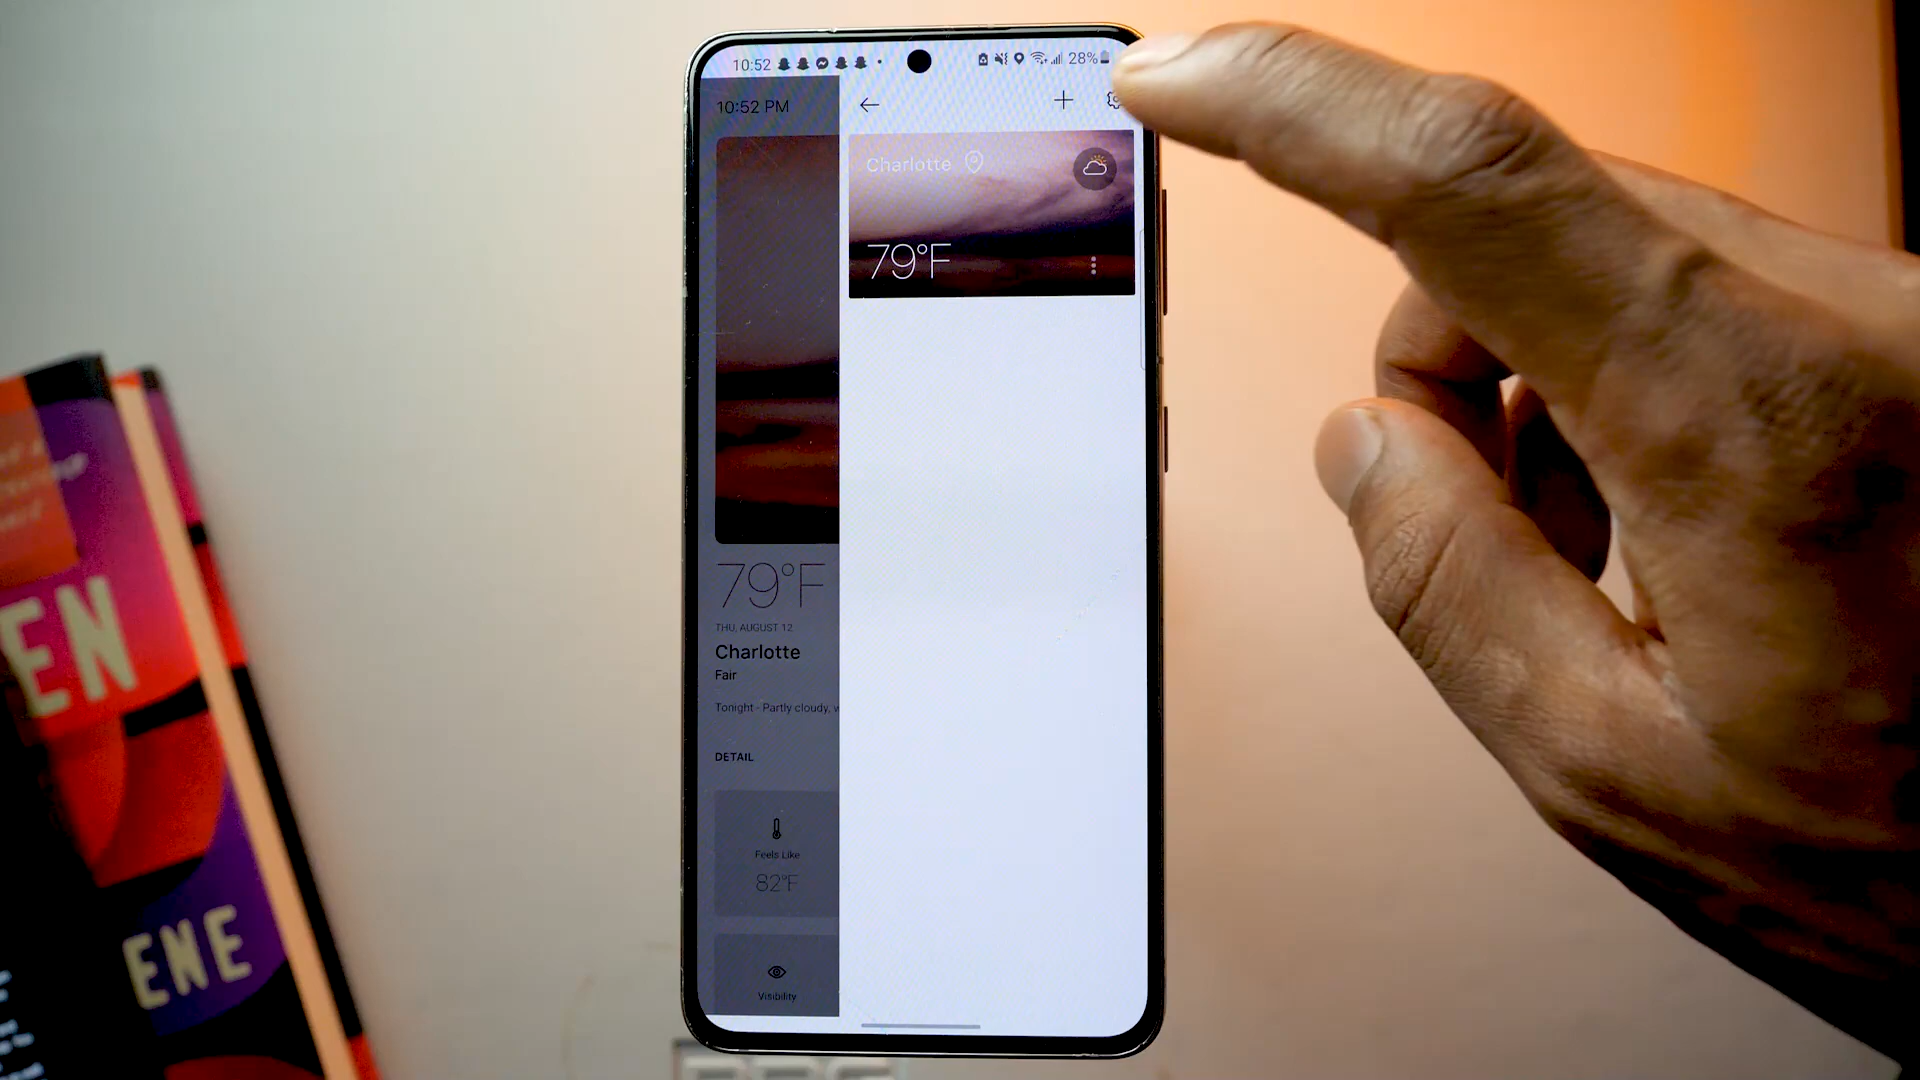 10:52
28%
10:52 PM
Charlotte
79°F
79°F
THU, AUGUST 12
Charlotte
Fair
Tonight - Partly cloudy, w
DETAIL
Feels Like
82°F
Visibility
EN
ENE